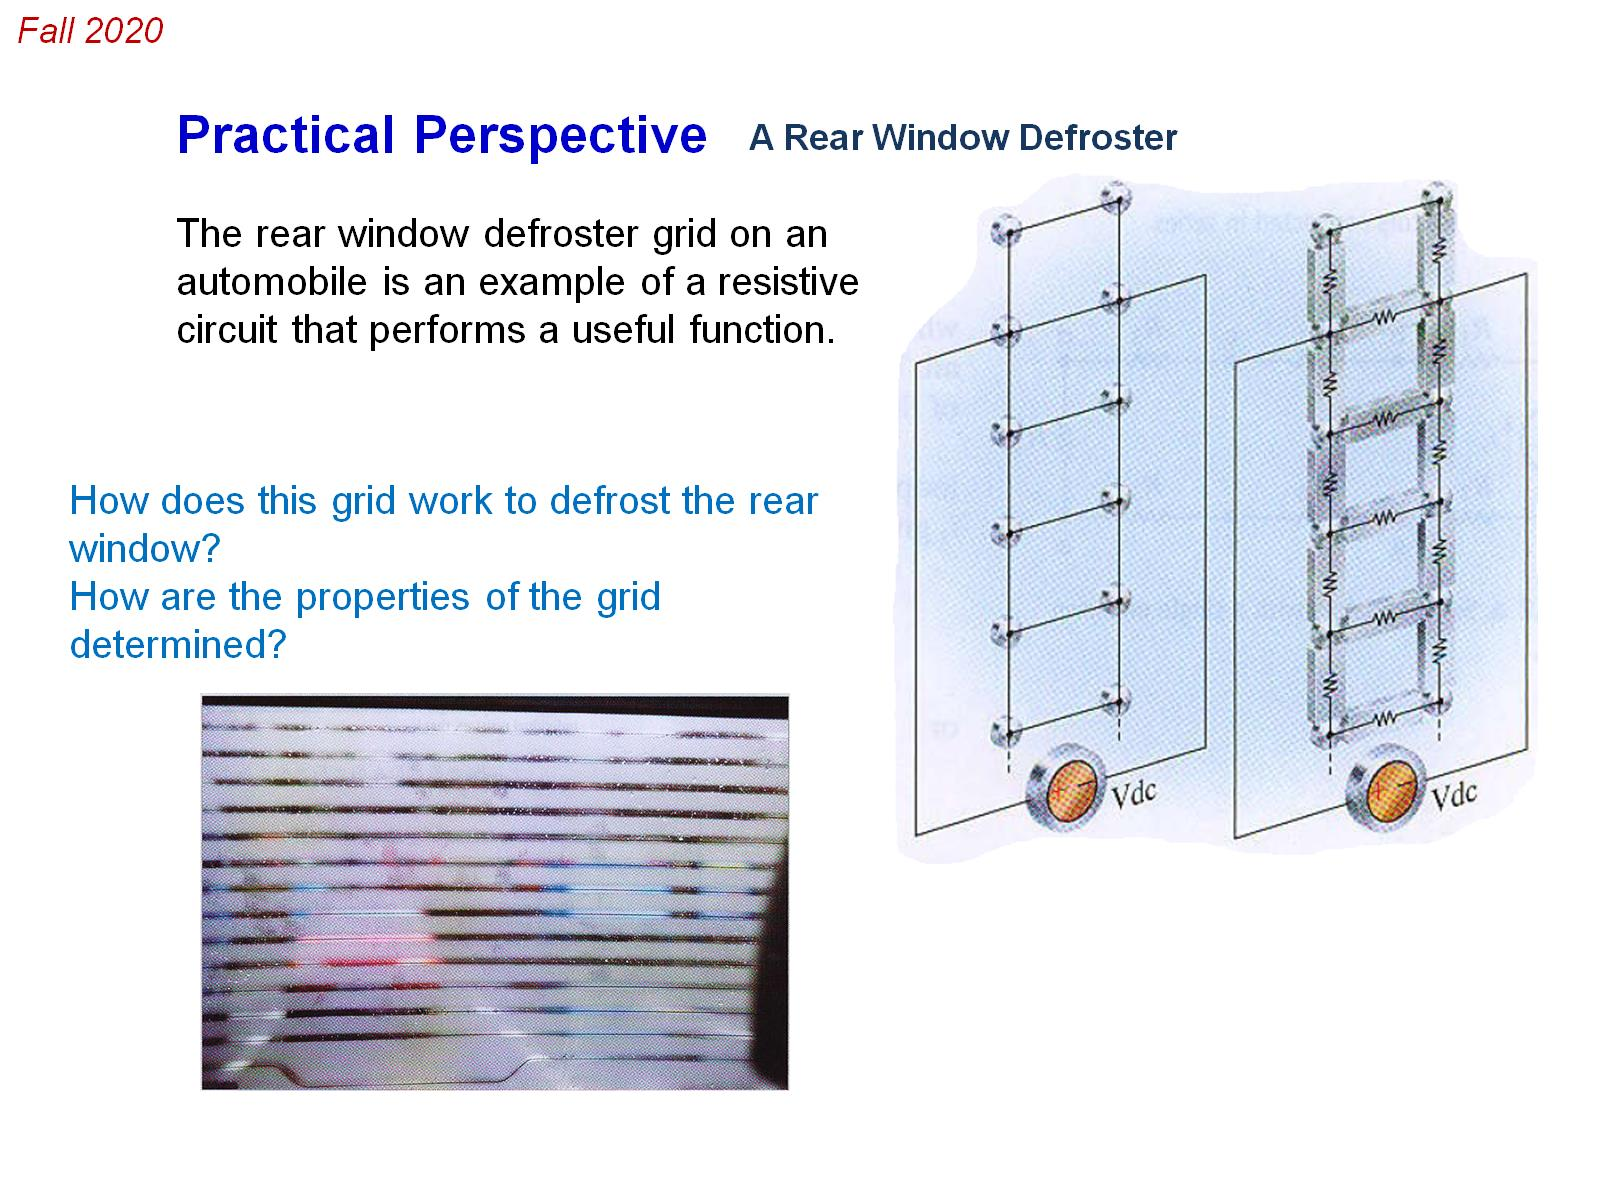 Fall 2020
Practical Perspective A Rear Window Defroster
The rear window defroster grid on an
automobile is an example of a resistive
circuit that performs a useful function.
How does this grid work to defrost the rear
window?
How are the properties of the grid
determined?
+ - Vdc
+ - Vdc